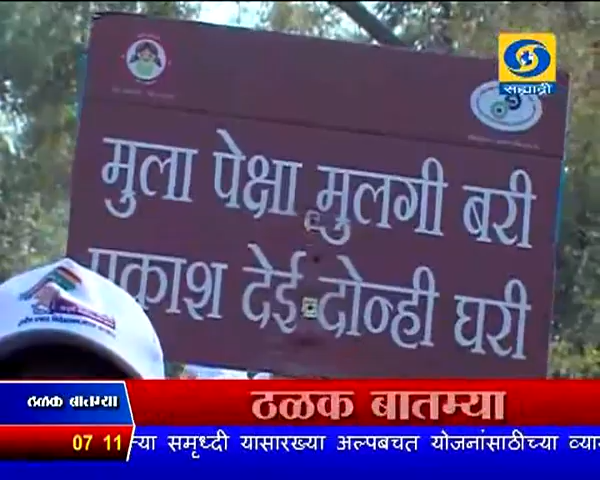 सह्याद्री
मुला पेक्षा मुलगी बरी
प्रकाश देई दोन्ही घरी
ठळक बातम्या
ठळक बातम्या
07 11
न्या समृध्दी यासारख्या अल्पबचत योजनांसाठीच्या व्या